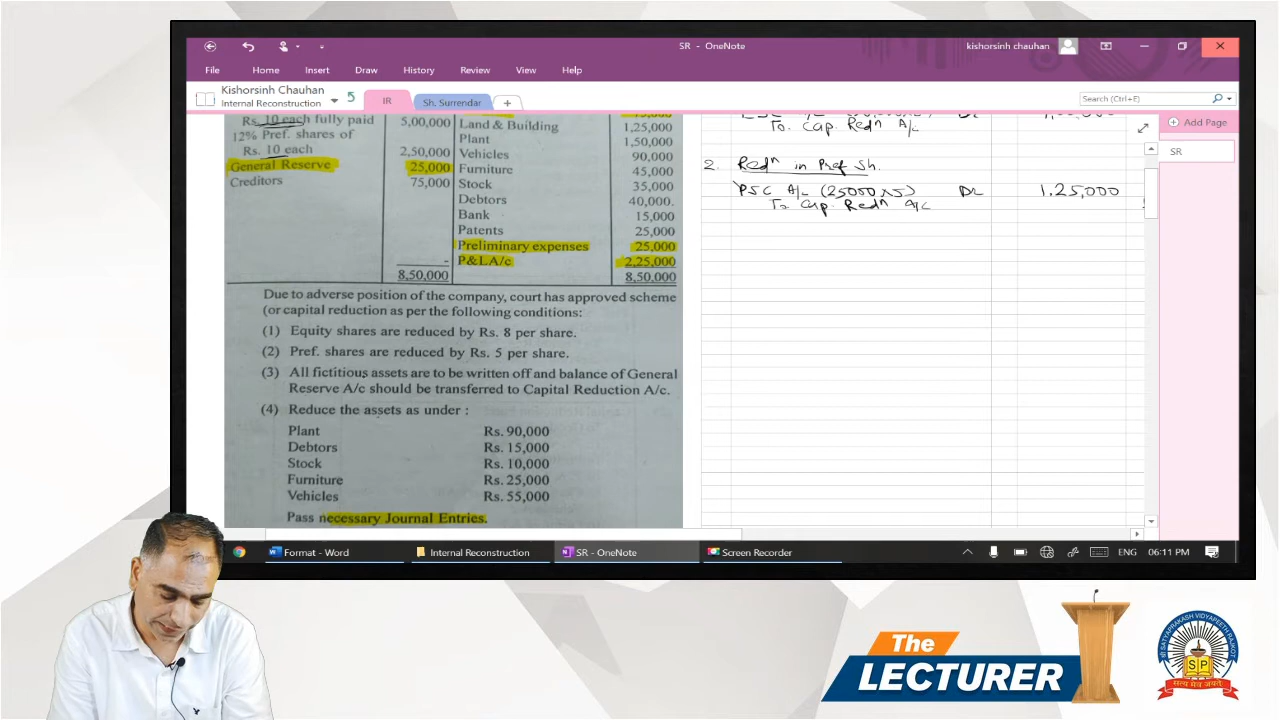 SR - OneNote
kishorsinh chauhan
File Home Insert Draw History Review View Help
Kishorsinh Chauhan
Internal Reconstruction
IR
Sh. Surrendar
Search (Ctrl+E)
Add Page
SR
Rs. 10 each fully paid 5,00,000
12% Pref. shares of
Rs. 10 each 2,50,000
General Reserve 25,000
Creditors 75,000
8,50,000
Land & Building 1,25,000
Plant 1,50,000
Vehicles 90,000
Furniture 45,000
Stock 35,000
Debtors 40,000.
Bank 15,000
Patents 25,000
Preliminary expenses 25,000
P&LA/c 2,25,000
8,50,000
Due to adverse position of the company, court has approved scheme
(or capital reduction as per the following conditions:
(1) Equity shares are reduced by Rs. 8 per share.
(2) Pref. shares are reduced by Rs. 5 per share.
(3) All fictitious assets are to be written off and balance of General
Reserve A/c should be transferred to Capital Reduction A/c.
(4) Reduce the assets as under :
Plant Rs. 90,000
Debtors Rs. 15,000
Stock Rs. 10,000
Furniture Rs. 25,000
Vehicles Rs. 55,000
Pass necessary Journal Entries.
To. Cap. Redn A/c
2. Redn in Pref Sh.
PSC A/c (25000 x 5) Dr 1,25,000
To Cap. Redn A/c
Format - Word
Internal Reconstruction
SR - OneNote
Screen Recorder
ENG
06:11 PM
The
LECTURER
SP
सत्यमेव जयते